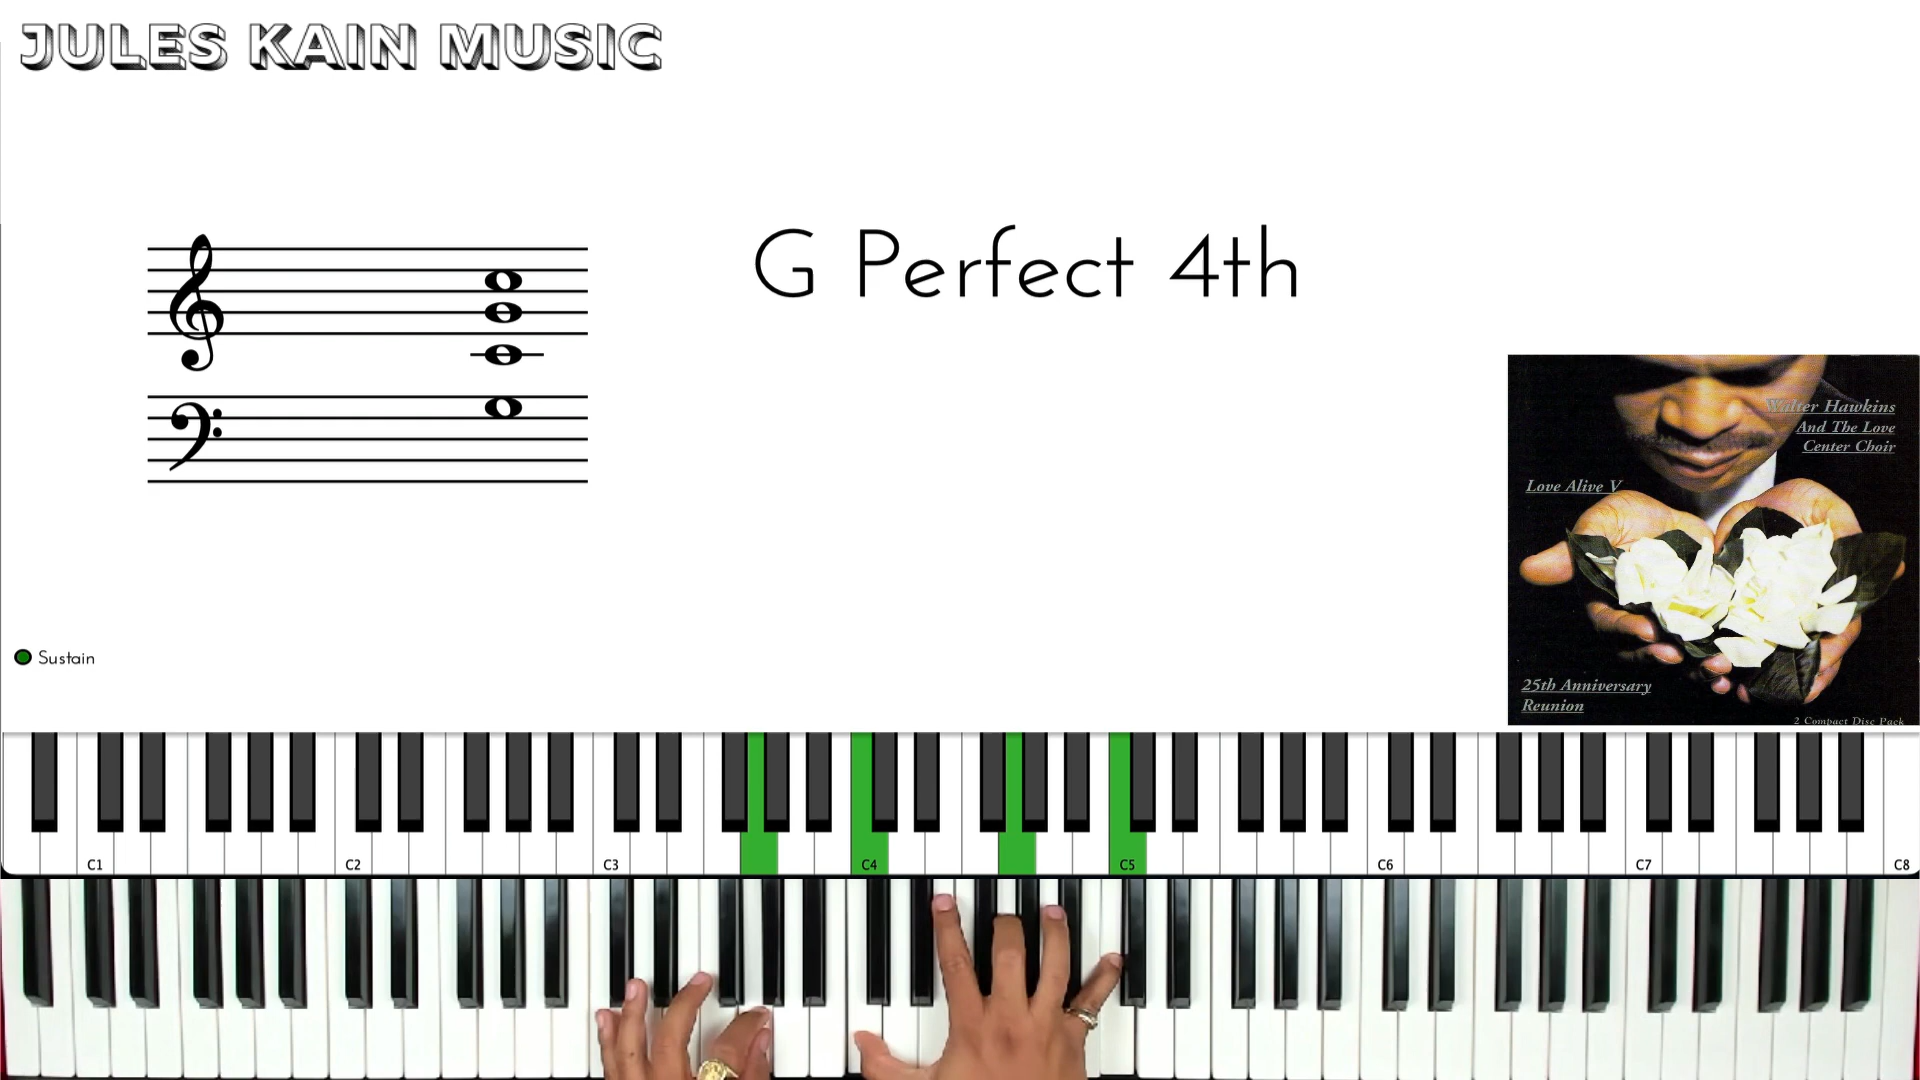 JULES KAIN MUSIC
G Perfect 4th
Walter Hawkins
And The Love
Center Choir
Love Alive V
Sustain
25th Anniversary
Reunion
2 Compact Disc Pack
C1 C2 C3 C4 C5 C6 C7 C8